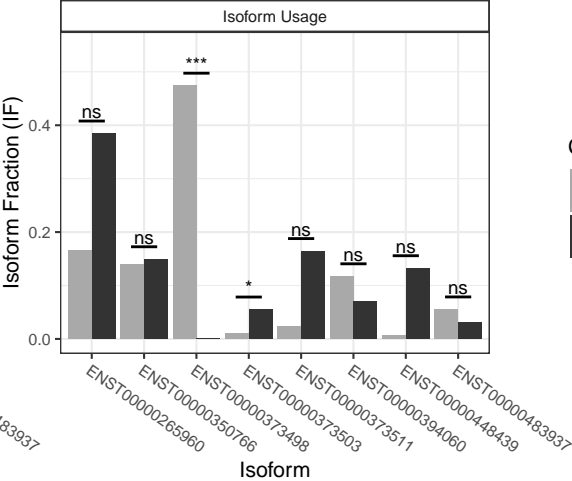 Isoform Usage
***
ns
ns
ns
ns
ns
*
ns
0.4
0.2
0.0
Isoform Fraction (IF)
ENST00000265960
ENST00000350766
ENST00000373498
ENST00000373503
ENST00000373511
ENST00000394060
ENST00000448439
ENST00000483937
483937
Isoform